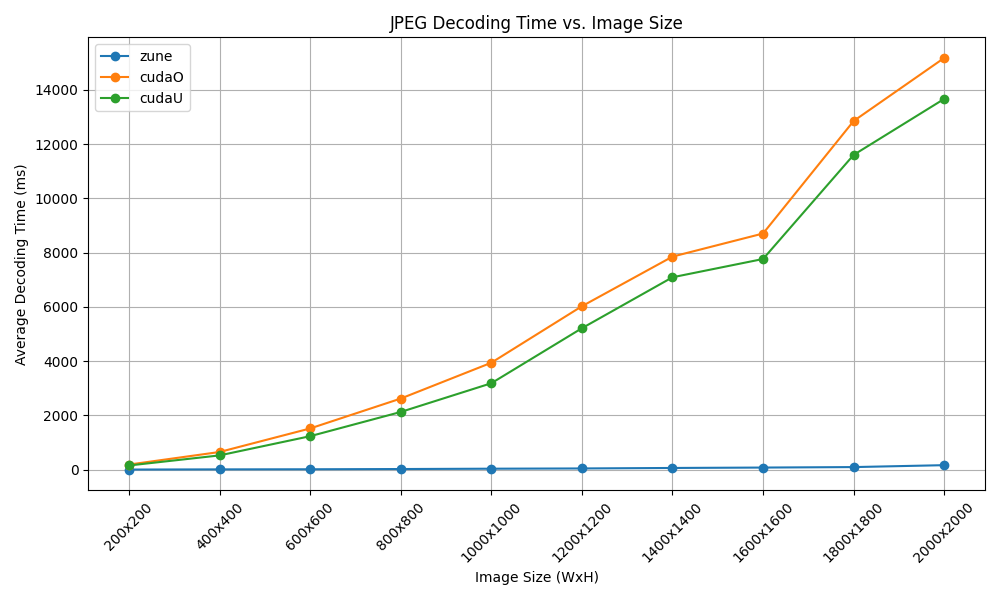 JPEG Decoding Time vs. Image Size
zune
cudaO
cudaU
Average Decoding Time (ms)
14000
12000
10000
8000
6000
4000
2000
0
200x200
400x400
600x600
800x800
1000x1000
1200x1200
1400x1400
1600x1600
1800x1800
2000x2000
Image Size (WxH)